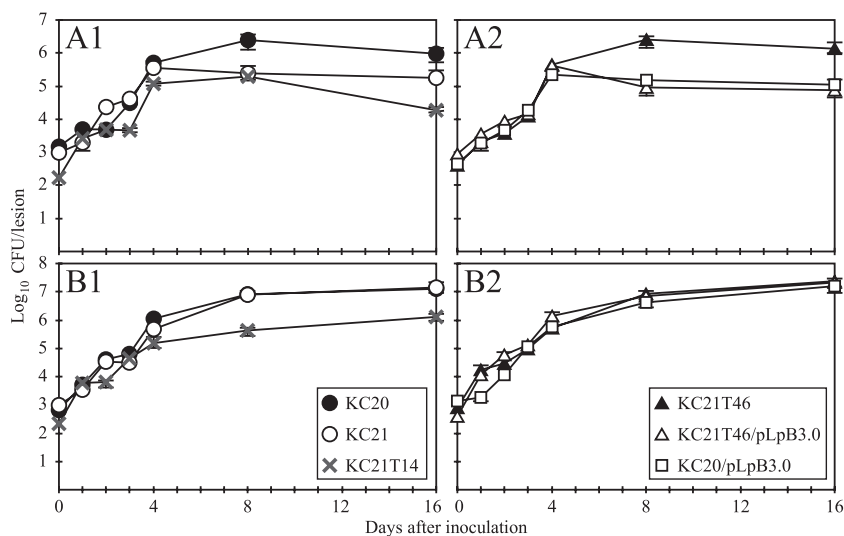 A1
A2
7
6
5
4
3
2
1
Log₁₀ CFU/lesion
B1
B2
8
7
6
5
4
3
2
1
KC20
KC21
KC21T14
KC21T46
KC21T46/pLpB3.0
KC20/pLpB3.0
0 4 8 12 16 0 4 8 12 16
Days after inoculation